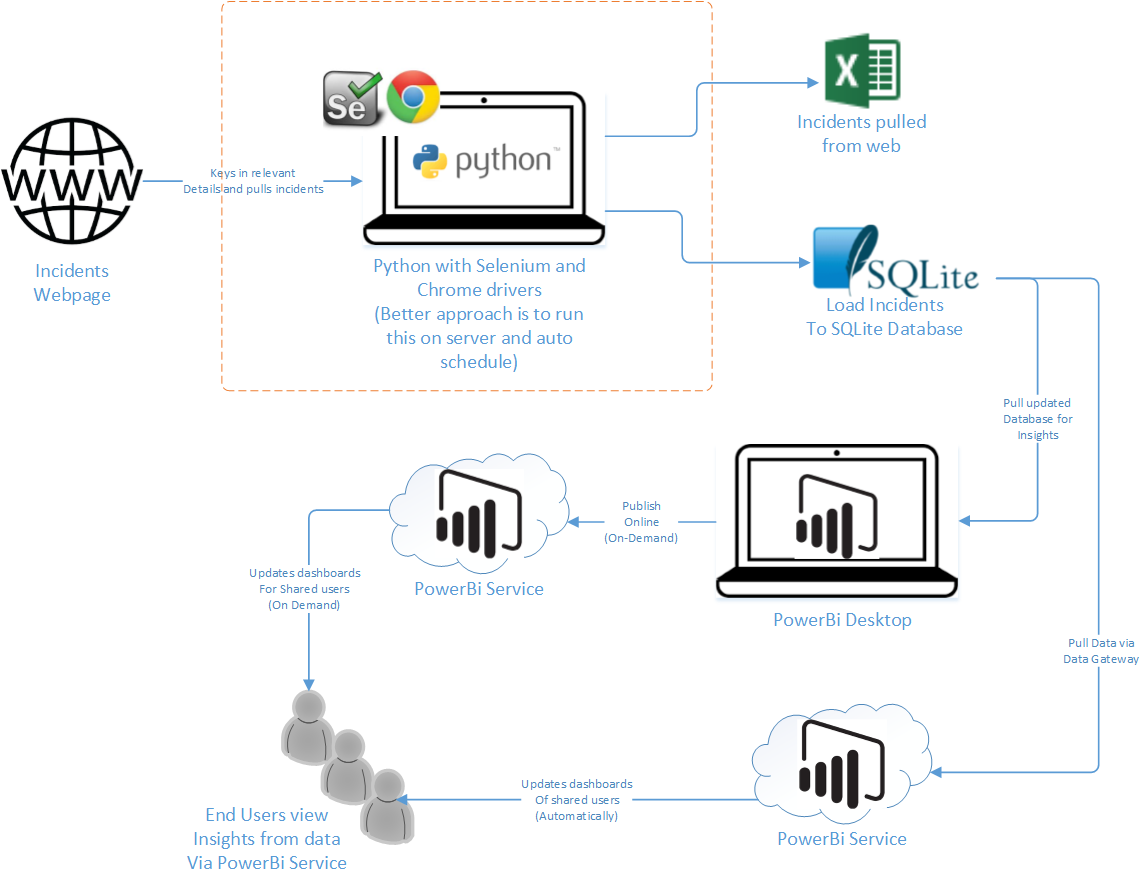 Se
python™
Incidents pulled
from web
WWW
Keys in relevant
Details and pulls incidents
Incidents
Webpage
Python with Selenium and
Chrome drivers
(Better approach is to run
this on server and auto
schedule)
X
SQLite
Load Incidents
To SQLite Database
Pull updated
Database for
Insights
Publish
Online
(On-Demand)
PowerBi Service
PowerBi Desktop
Updates dashboards
For Shared users
(On Demand)
Pull Data via
Data Gateway
Updates dashboards
Of shared users
(Automatically)
PowerBi Service
End Users view
Insights from data
Via PowerBi Service